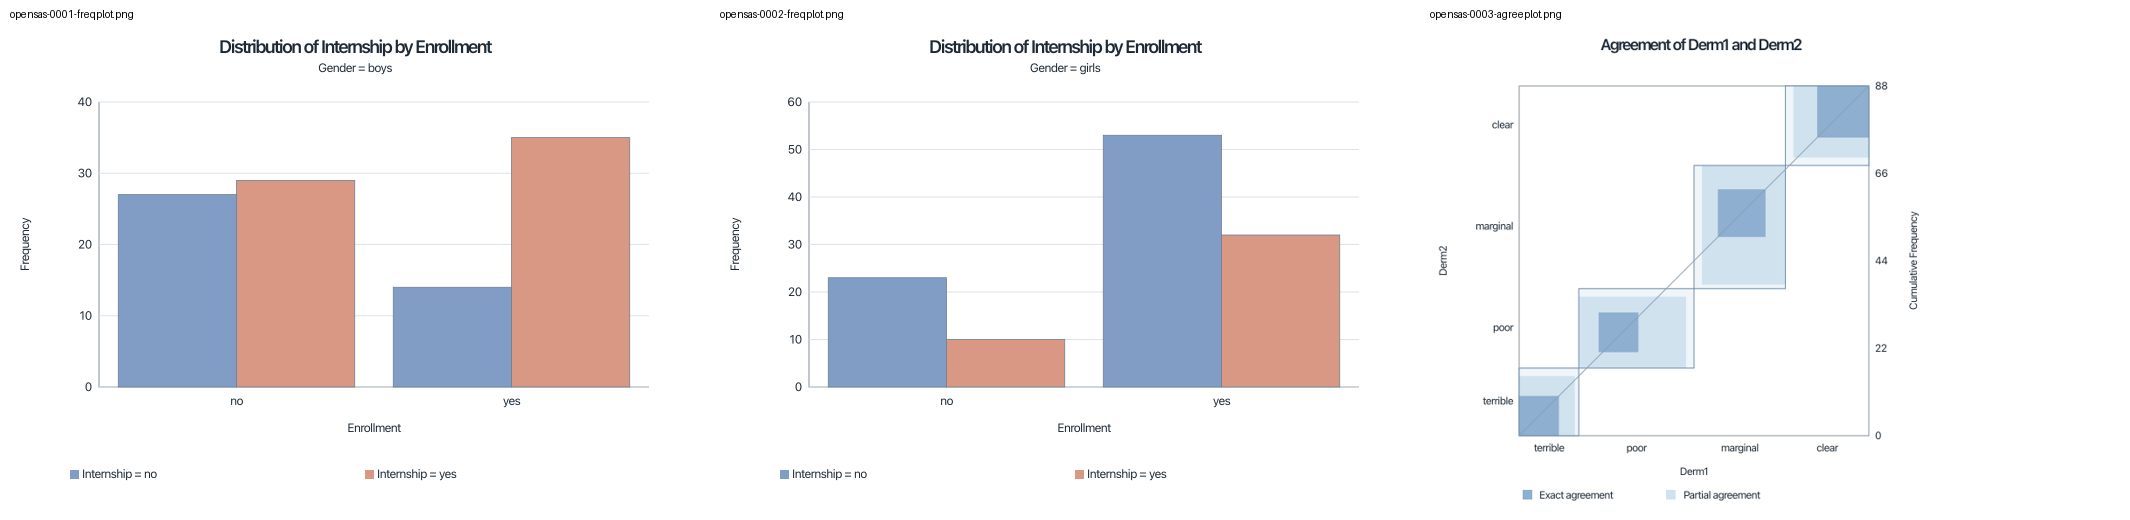 opensas-0001-freqplot.png
Distribution of Internship by Enrollment
Gender = boys
40
30
20
10
0
Frequency
no
yes
Enrollment
Internship = no
Internship = yes
opensas-0002-freqplot.png
Distribution of Internship by Enrollment
Gender = girls
60
50
40
30
20
10
0
Frequency
no
yes
Enrollment
Internship = no
Internship = yes
opensas-0003-agreeplot.png
Agreement of Derm1 and Derm2
clear
marginal
poor
terrible
Derm2
88
66
44
22
0
Cumulative Frequency
terrible
poor
marginal
clear
Derm1
Exact agreement
Partial agreement